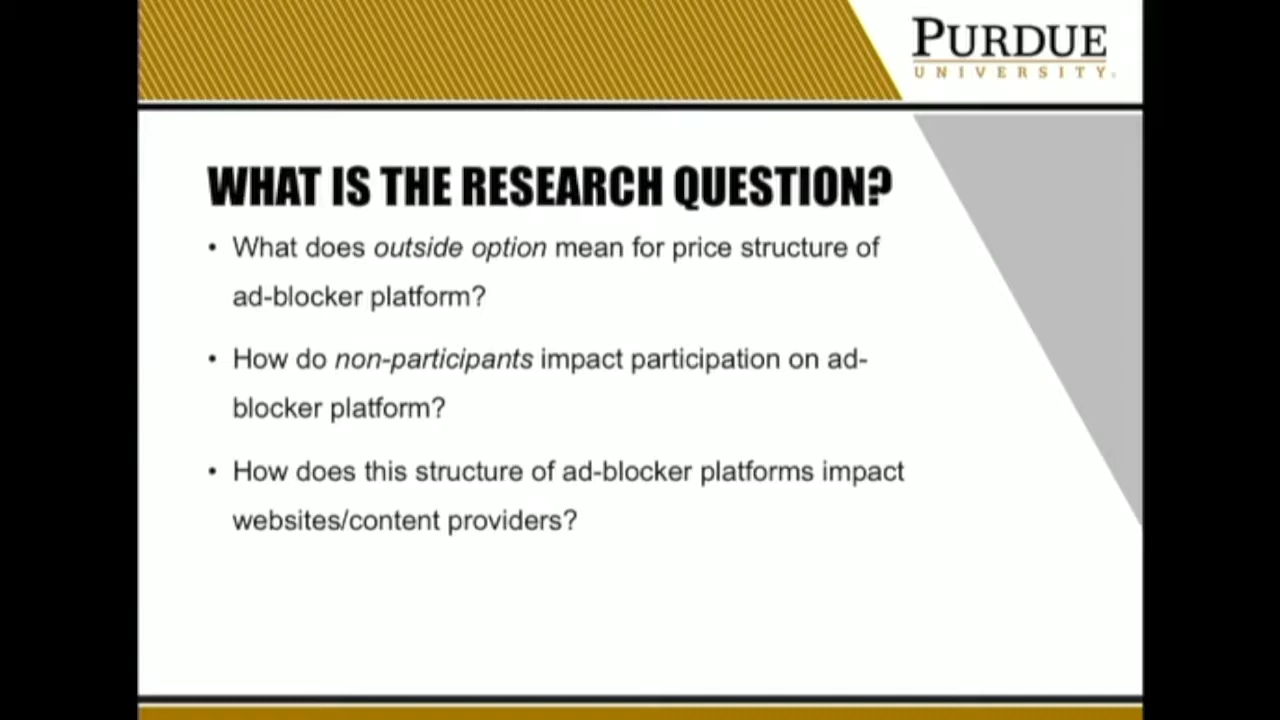 PURDUE
UNIVERSITY
WHAT IS THE RESEARCH QUESTION?
• What does outside option mean for price structure of
ad-blocker platform?
• How do non-participants impact participation on ad-
blocker platform?
• How does this structure of ad-blocker platforms impact
websites/content providers?